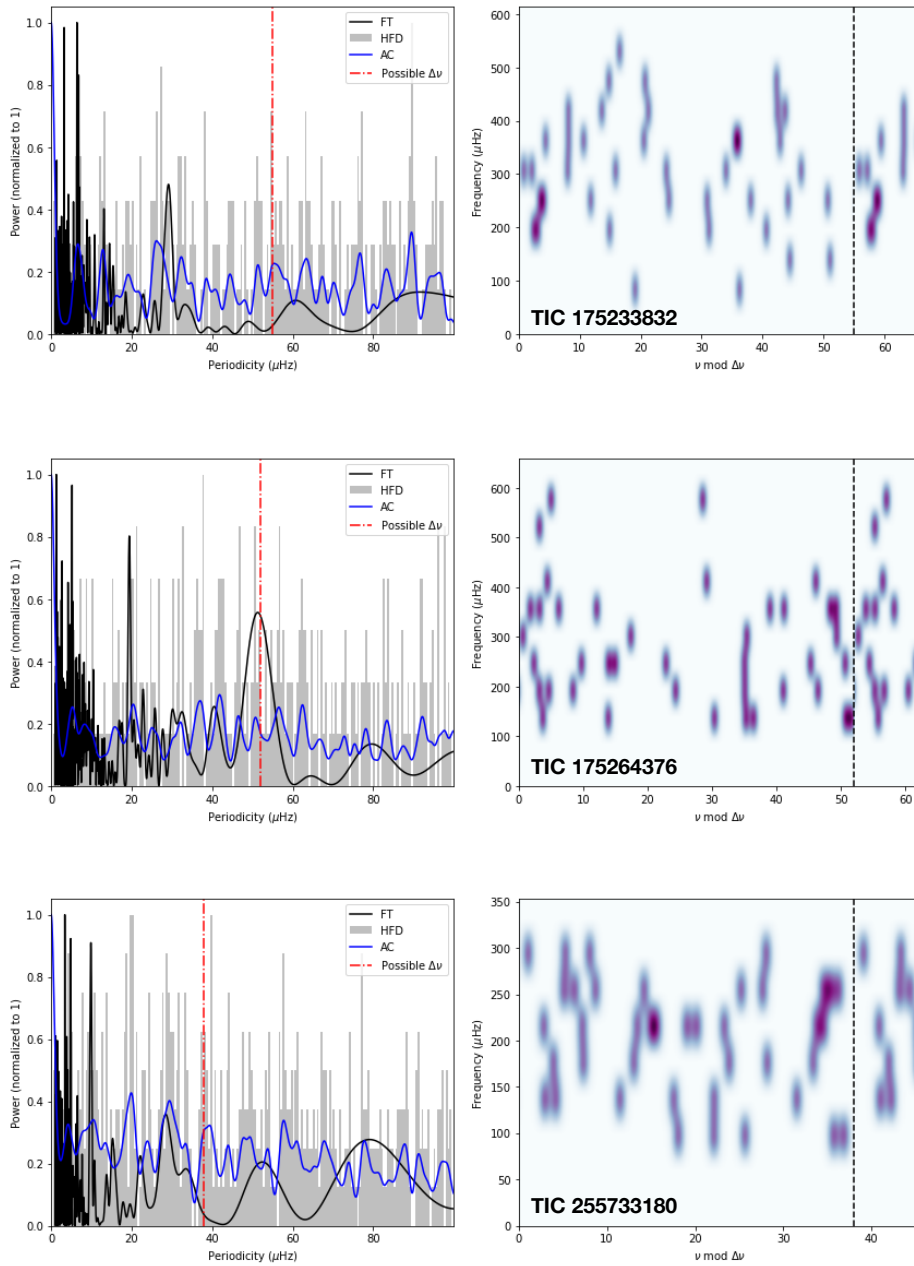 1.0
0.8
0.6
0.4
0.2
0.0
Power (normalized to 1)
FT
HFD
AC
Possible Δν
0 20 40 60 80
Periodicity (μHz)
600
500
400
300
200
100
0
Frequency (μHz)
TIC 175233832
0 10 20 30 40 50 60
ν mod Δν
1.0
0.8
0.6
0.4
0.2
0.0
Power (normalized to 1)
FT
HFD
AC
Possible Δν
0 20 40 60 80
Periodicity (μHz)
600
500
400
300
200
100
0
Frequency (μHz)
TIC 175264376
0 10 20 30 40 50 60
ν mod Δν
1.0
0.8
0.6
0.4
0.2
0.0
Power (normalized to 1)
FT
HFD
AC
Possible Δν
0 20 40 60 80
Periodicity (μHz)
350
300
250
200
150
100
50
0
Frequency (μHz)
TIC 255733180
0 10 20 30 40
ν mod Δν